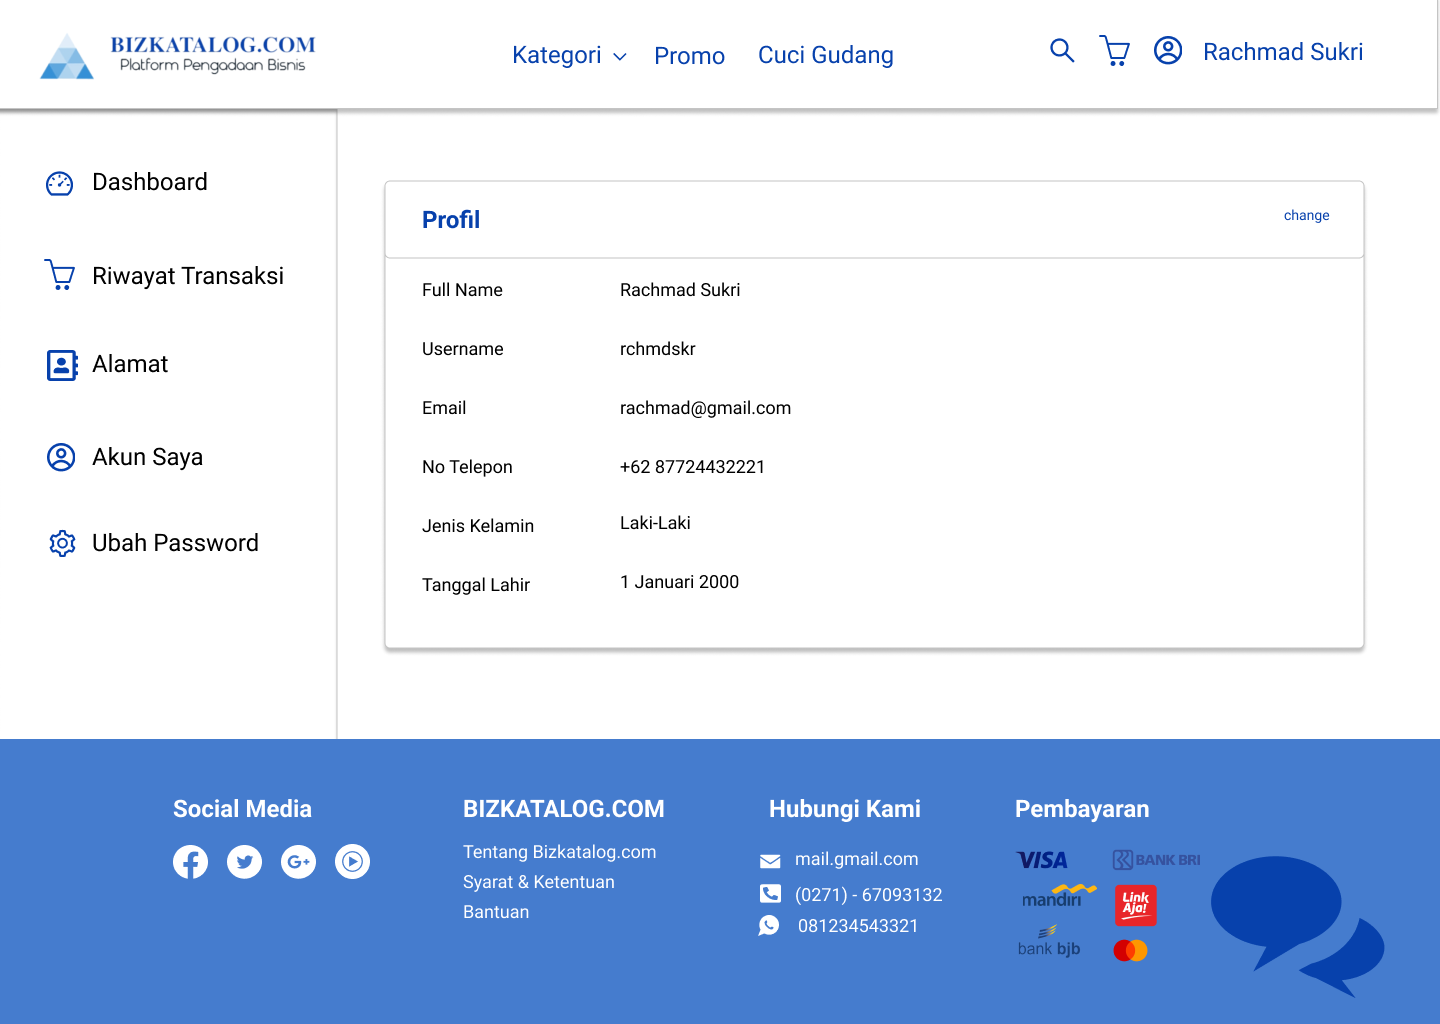 BIZKATALOG.COM
Platform Pengadaan Bisnis
Kategori
Promo
Cuci Gudang
Rachmad Sukri
Dashboard
Riwayat Transaksi
Alamat
Akun Saya
Ubah Password
Profil
change
Full Name Rachmad Sukri
Username rchmdskr
Email rachmad@gmail.com
No Telepon +62 87724432221
Jenis Kelamin Laki-Laki
Tanggal Lahir 1 Januari 2000
Social Media
BIZKATALOG.COM
Tentang Bizkatalog.com
Syarat & Ketentuan
Bantuan
Hubungi Kami
mail.gmail.com
(0271) - 67093132
081234543321
Pembayaran
VISA
BANK BRI
mandiri
Link
Aja!
bank bjb